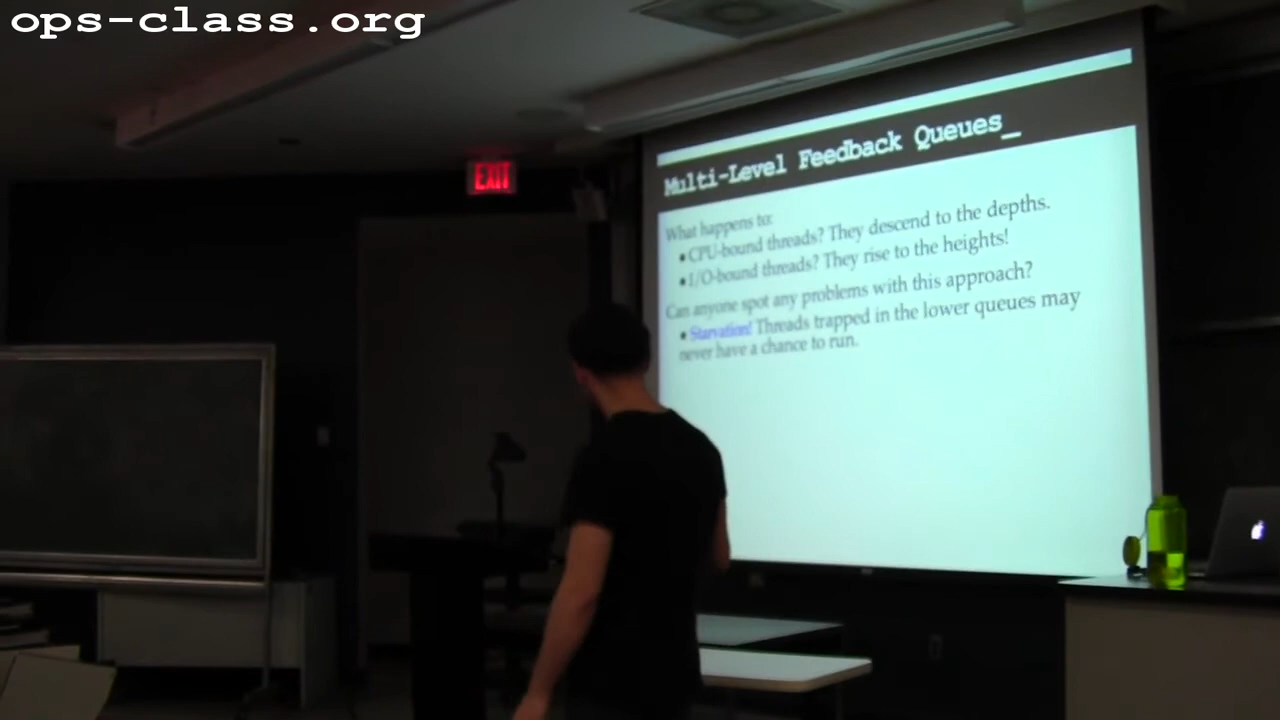 ops-class.org
EXIT
Multi-Level Feedback Queues_
What happens to:
• CPU-bound threads? They descend to the depths.
• I/O-bound threads? They rise to the heights!
Can anyone spot any problems with this approach?
• Starvation! Threads trapped in the lower queues may
never have a chance to run.